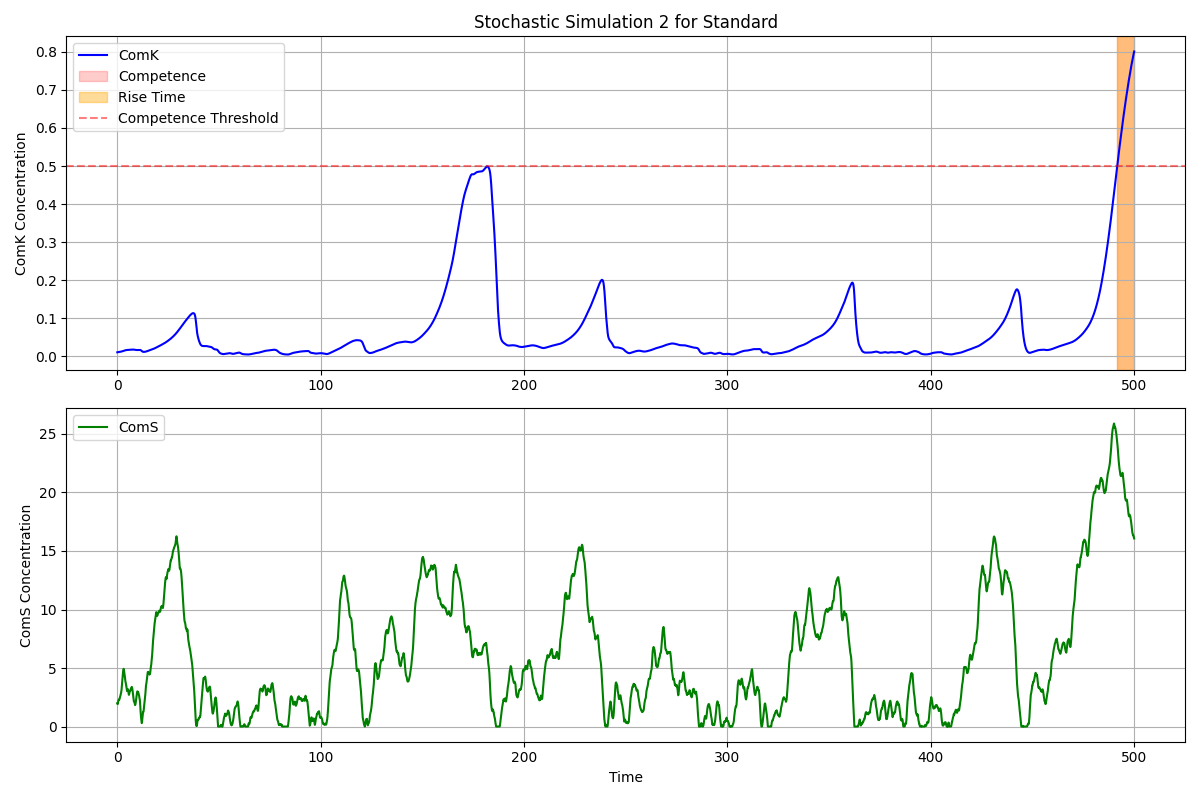 Stochastic Simulation 2 for Standard
ComK
Competence
Rise Time
Competence Threshold
ComK Concentration
0.8
0.7
0.6
0.5
0.4
0.3
0.2
0.1
0.0
0 100 200 300 400 500
ComS
ComS Concentration
25
20
15
10
5
0
0 100 200 300 400 500
Time